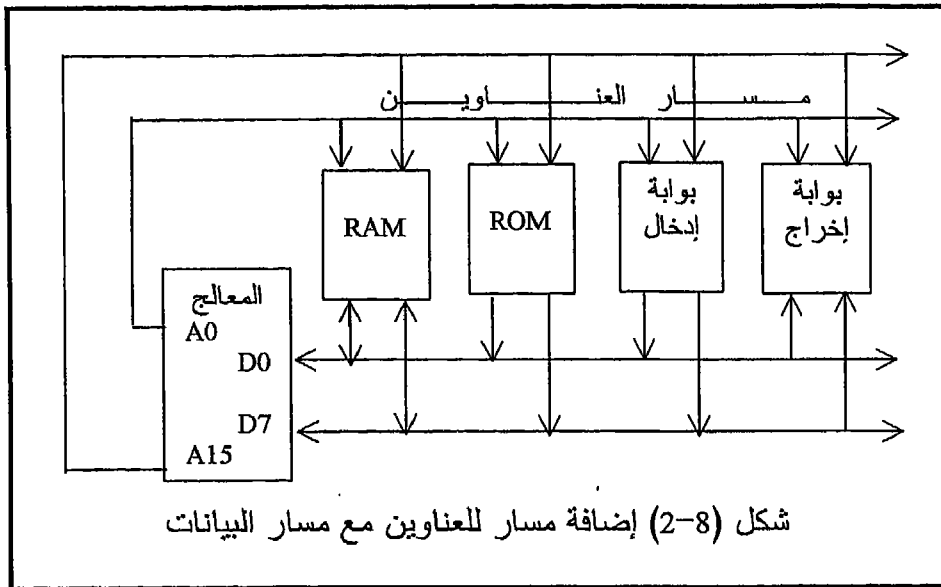 مسار العناوين
RAM
ROM
بوابة
إدخال
بوابة
إخراج
المعالج
A0
D0
D7
A15
شكل (8-2) إضافة مسار للعناوين مع مسار البيانات